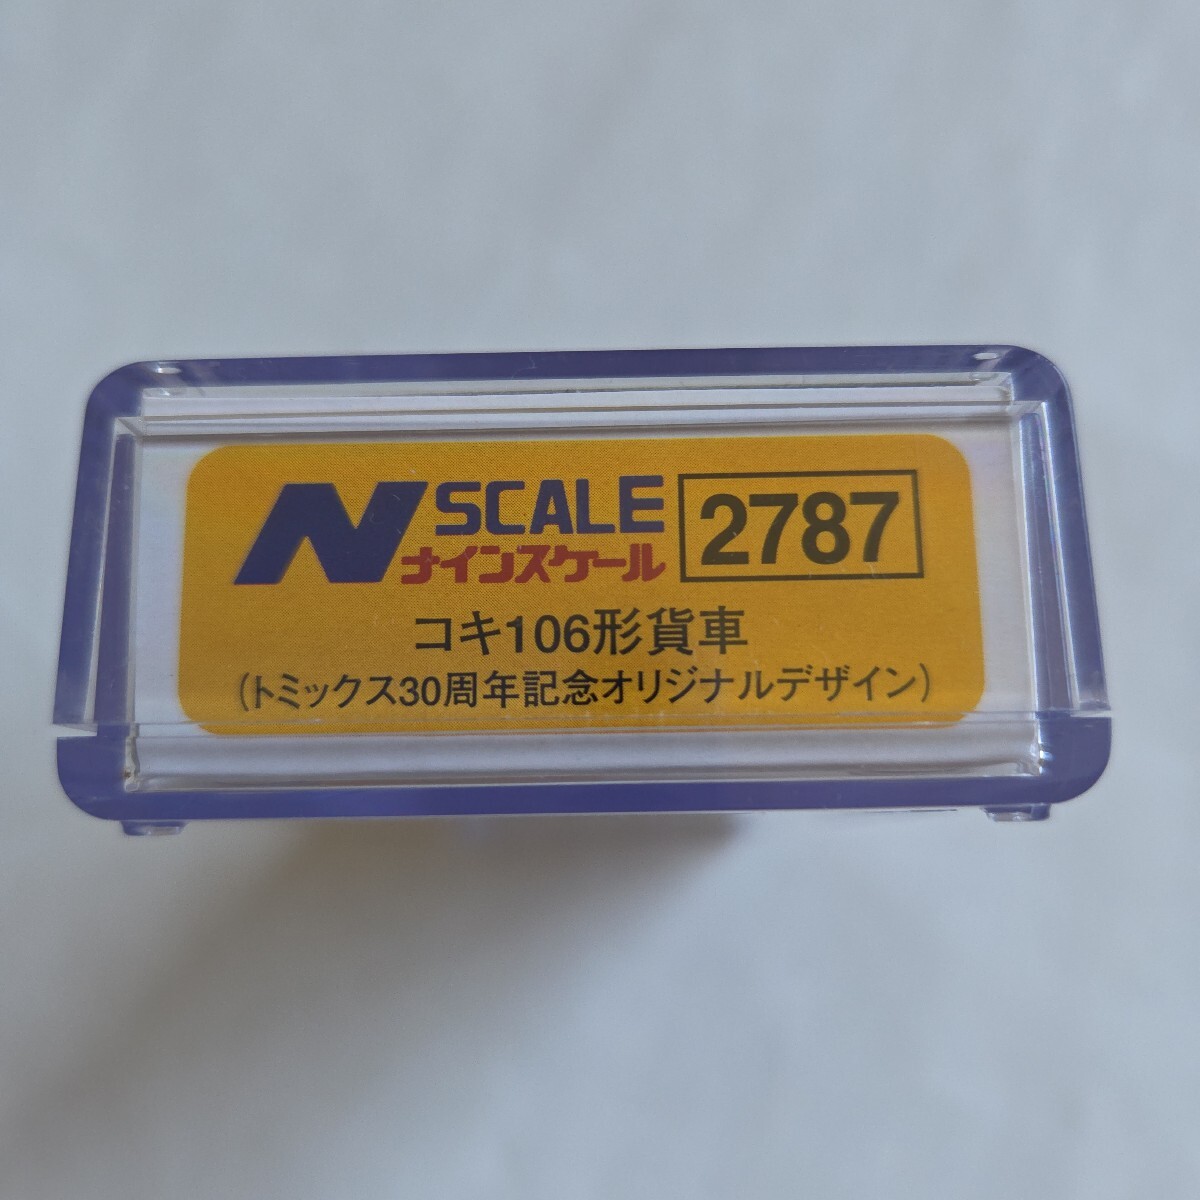 N SCALE 2787
ナインスケール
コキ106形貨車
(トミックス30周年記念オリジナルデザイン)